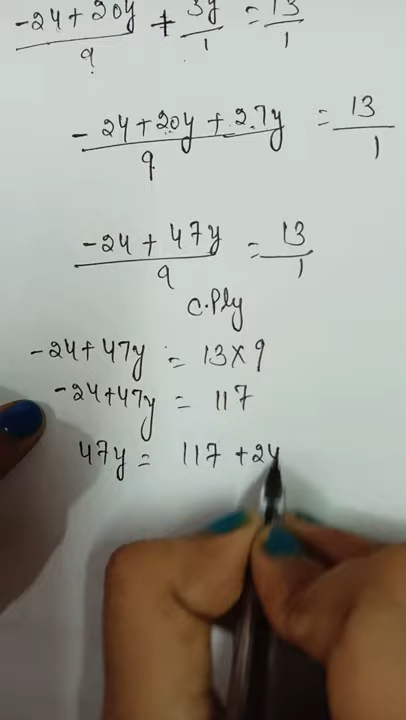 -24+20y/9 + 3y/1 = 13/1
-24+20y+27y/9 = 13/1
-24+47y/9 = 13/1
C.Ply
-24+47y = 13×9
-24+47y = 117
47y = 117 +24